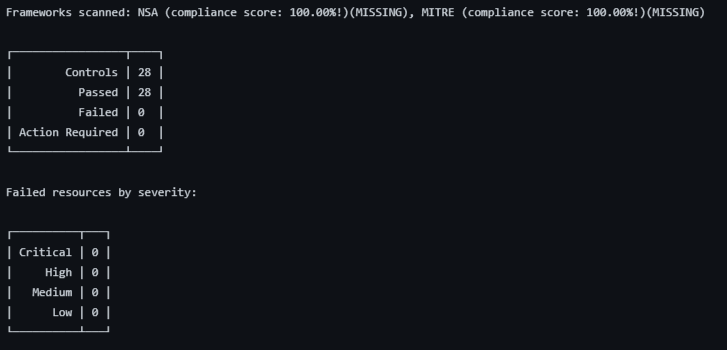 Frameworks scanned: NSA (compliance score: 100.00%!)(MISSING), MITRE (compliance score: 100.00%!)(MISSING)
| Controls | 28 |
| Passed | 28 |
| Failed | 0 |
| Action Required | 0 |
Failed resources by severity:
| Critical | 0 |
| High | 0 |
| Medium | 0 |
| Low | 0 |